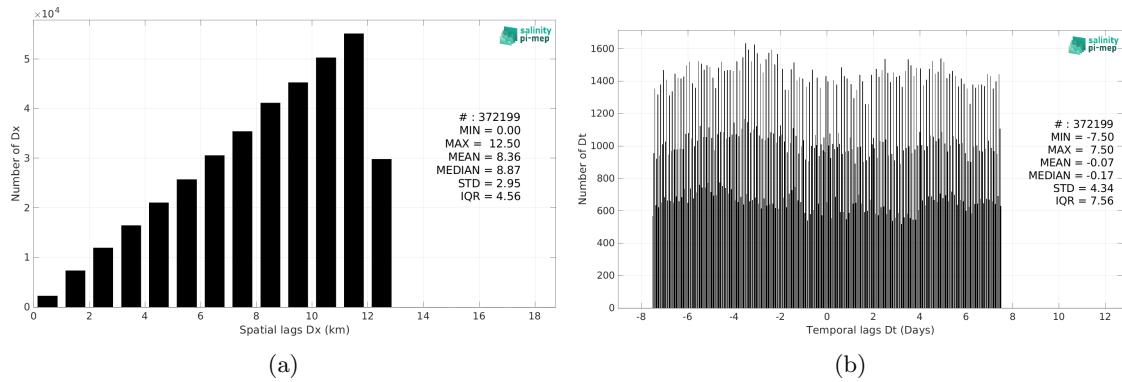 ×10⁴
5
4
3
2
1
0
Number of Dx
0 2 4 6 8 10 12 14 16 18
Spatial lags Dx (km)
salinity
pi-mep
# : 372199
MIN = 0.00
MAX = 12.50
MEAN = 8.36
MEDIAN = 8.87
STD = 2.95
IQR = 4.56
(a)
1600
1400
1200
1000
800
600
400
200
0
Number of Dt
-8 -6 -4 -2 0 2 4 6 8 10 12
Temporal lags Dt (Days)
salinity
pi-mep
# : 372199
MIN = -7.50
MAX = 7.50
MEAN = -0.07
MEDIAN = -0.17
STD = 4.34
IQR = 7.56
(b)